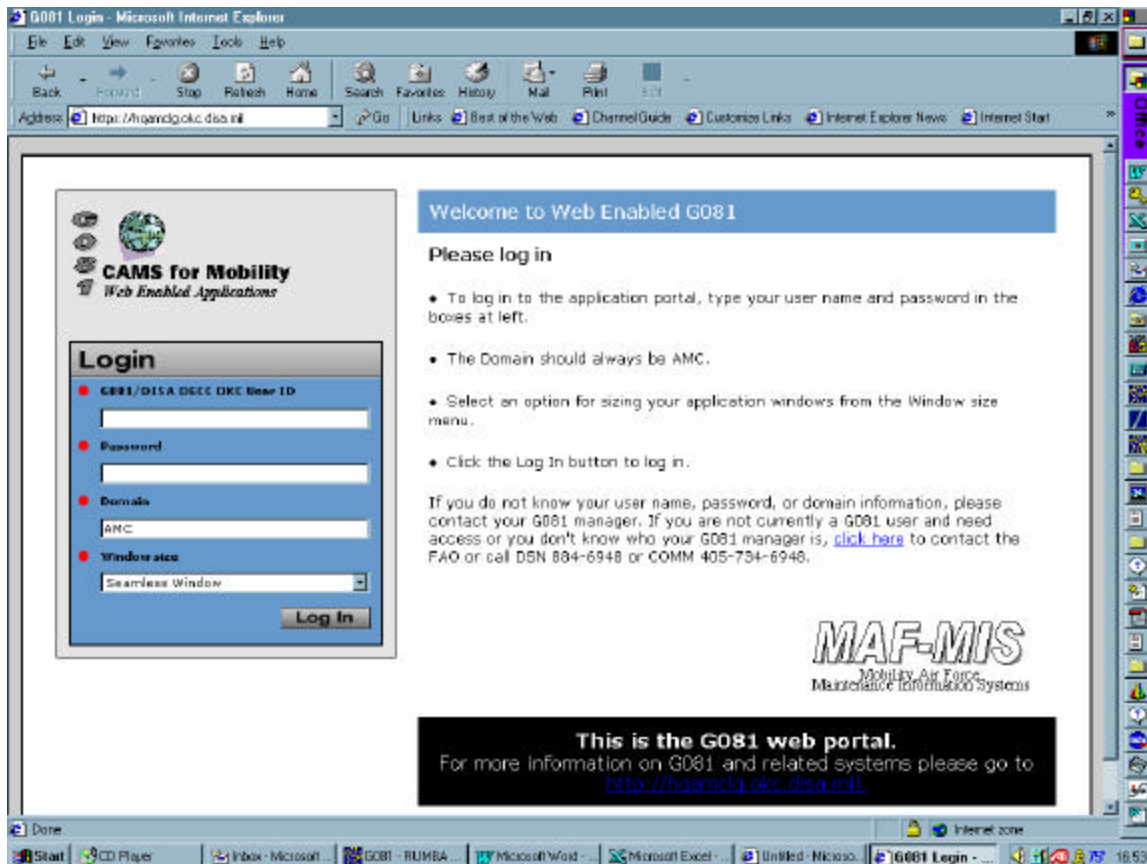 G081 Login - Microsoft Internet Explorer
File Edit View Favorites Tools Help
Back Forward Stop Refresh Home Search Favorites History Mail Print Edit
Address https://hqamclg.okc.disa.mil Go Links Best of the Web Channel Guide Customize Links Internet Explorer News Internet Start
Office
G081
CAMS for Mobility
Web Enabled Applications
Login
G081/DISA DECC OKC User ID
Password
Domain
AMC
Window size
Seamless Window
Log In
Welcome to Web Enabled G081
Please log in
• To log in to the application portal, type your user name and password in the
boxes at left.
• The Domain should always be AMC.
• Select an option for sizing your application windows from the Window size
menu.
• Click the Log In button to log in.
If you do not know your user name, password, or domain information, please
contact your G081 manager. If you are not currently a G081 user and need
access or you don't know who your G081 manager is, click here to contact the
FAO or call DSN 884-6948 or COMM 405-734-6948.
MAF-MIS
Mobility Air Force
Maintenance Information Systems
This is the G081 web portal.
For more information on G081 and related systems please go to
http://hqamclg.okc.disa.mil.
Done Internet zone
Start CD Player Inbox - Microsoft ... G081 - RUMBA ... Microsoft Word - ... Microsoft Excel - ... Untitled - Microso... G081 Login - ...